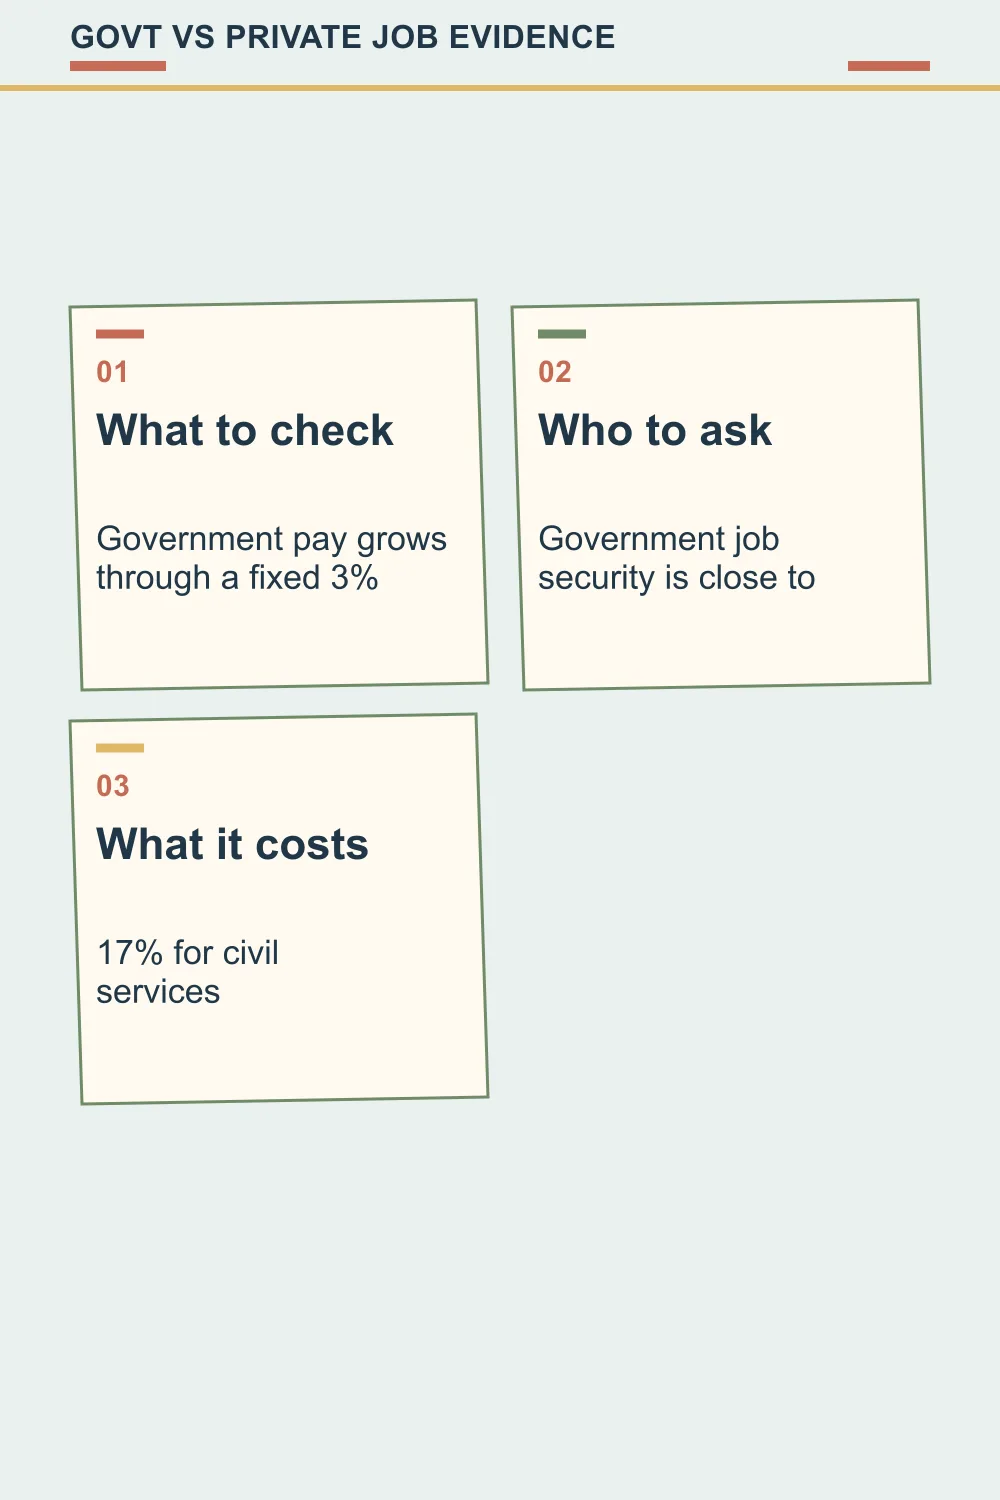 GOVT VS PRIVATE JOB EVIDENCE
01
What to check
Government pay grows
through a fixed 3%
02
Who to ask
Government job
security is close to
03
What it costs
17% for civil
services